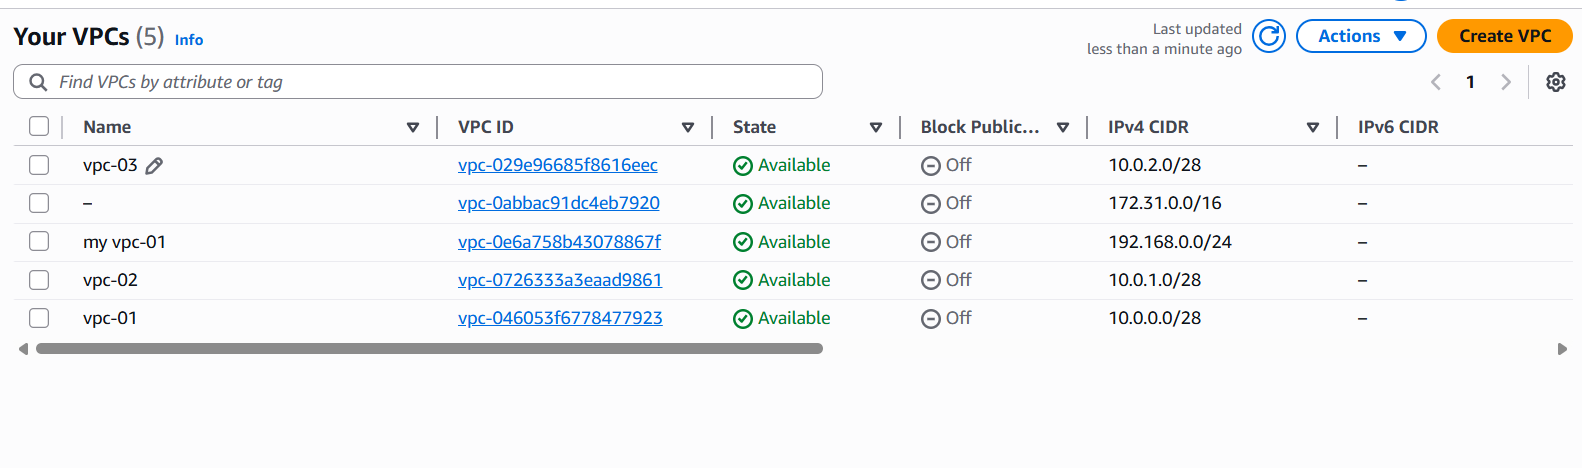 Your VPCs (5) Info
Last updated
less than a minute ago
Actions
Create VPC
Find VPCs by attribute or tag
1
Name VPC ID State Block Public... IPv4 CIDR IPv6 CIDR
vpc-03 vpc-029e96685f8616eec Available Off 10.0.2.0/28 –
– vpc-0abbac91dc4eb7920 Available Off 172.31.0.0/16 –
my vpc-01 vpc-0e6a758b43078867f Available Off 192.168.0.0/24 –
vpc-02 vpc-0726333a3eaad9861 Available Off 10.0.1.0/28 –
vpc-01 vpc-046053f6778477923 Available Off 10.0.0.0/28 –